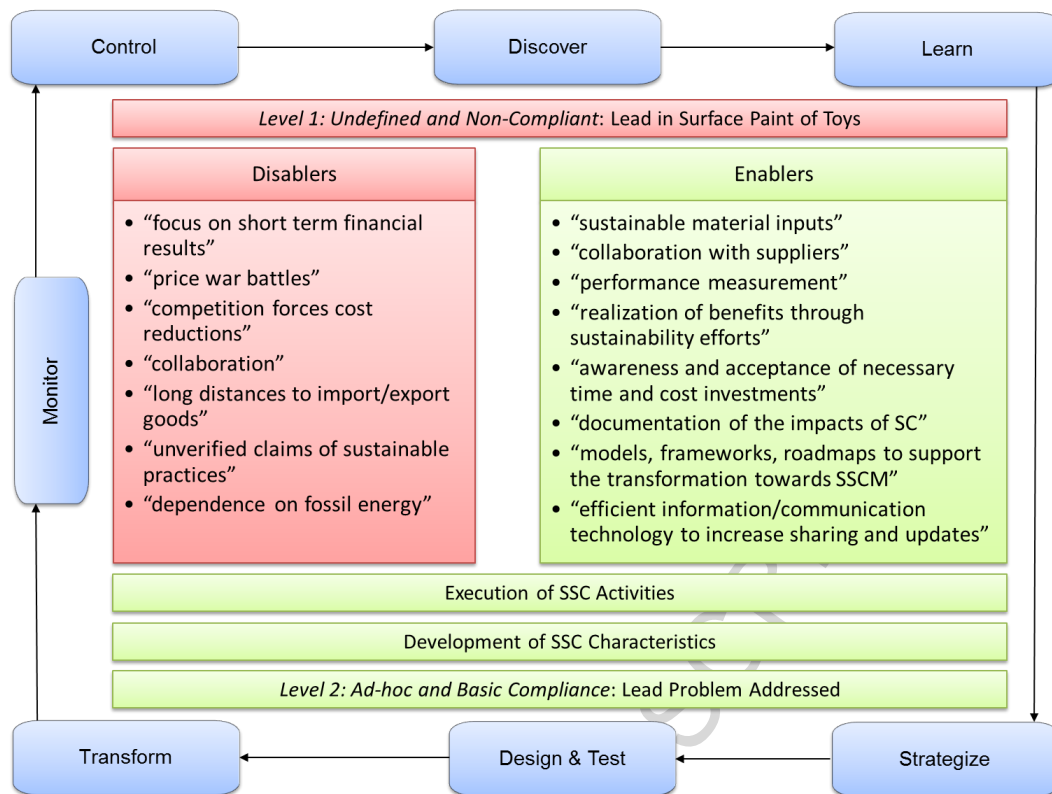 Control
Discover
Learn
Level 1: Undefined and Non-Compliant: Lead in Surface Paint of Toys
Disablers
• “focus on short term financial
results”
• “price war battles”
• “competition forces cost
reductions”
• “collaboration”
• “long distances to import/export
goods”
• “unverified claims of sustainable
practices”
• “dependence on fossil energy”
Enablers
• “sustainable material inputs”
• “collaboration with suppliers”
• “performance measurement”
• “realization of benefits through
sustainability efforts”
• “awareness and acceptance of necessary
time and cost investments”
• “documentation of the impacts of SC”
• “models, frameworks, roadmaps to support
the transformation towards SSCM”
• “efficient information/communication
technology to increase sharing and updates”
Monitor
Execution of SSC Activities
Development of SSC Characteristics
Level 2: Ad-hoc and Basic Compliance: Lead Problem Addressed
Transform
Design & Test
Strategize